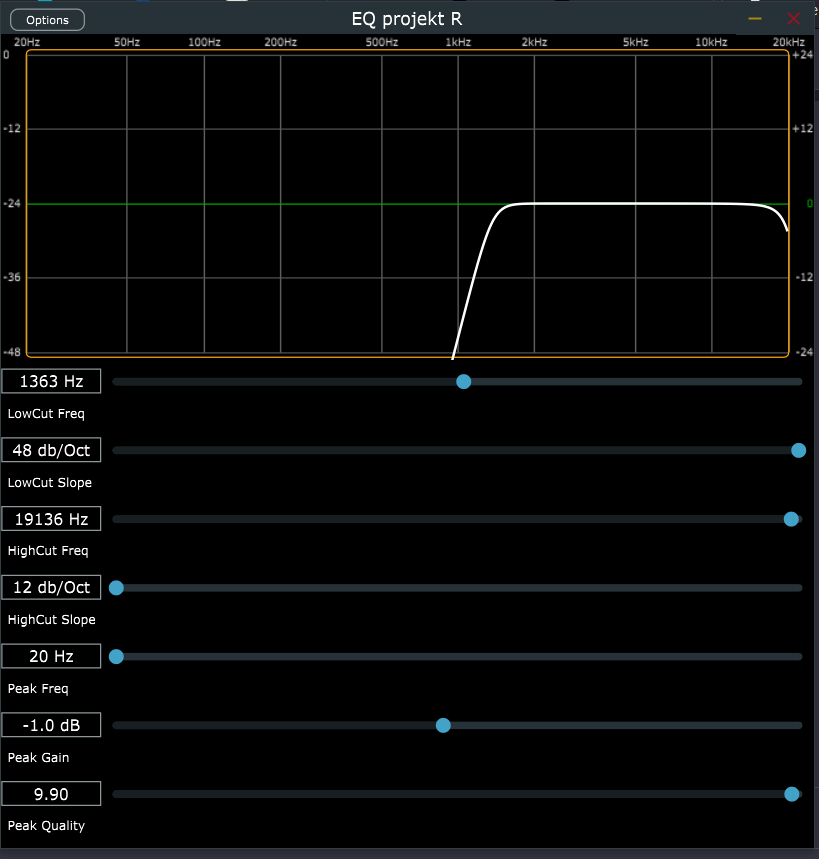 Options
EQ projekt R
20Hz 50Hz 100Hz 200Hz 500Hz 1kHz 2kHz 5kHz 10kHz 20kHz
0 +24
-12 +12
-24 0
-36 -12
-48 -24
1363 Hz
LowCut Freq
48 db/Oct
LowCut Slope
19136 Hz
HighCut Freq
12 db/Oct
HighCut Slope
20 Hz
Peak Freq
-1.0 dB
Peak Gain
9.90
Peak Quality